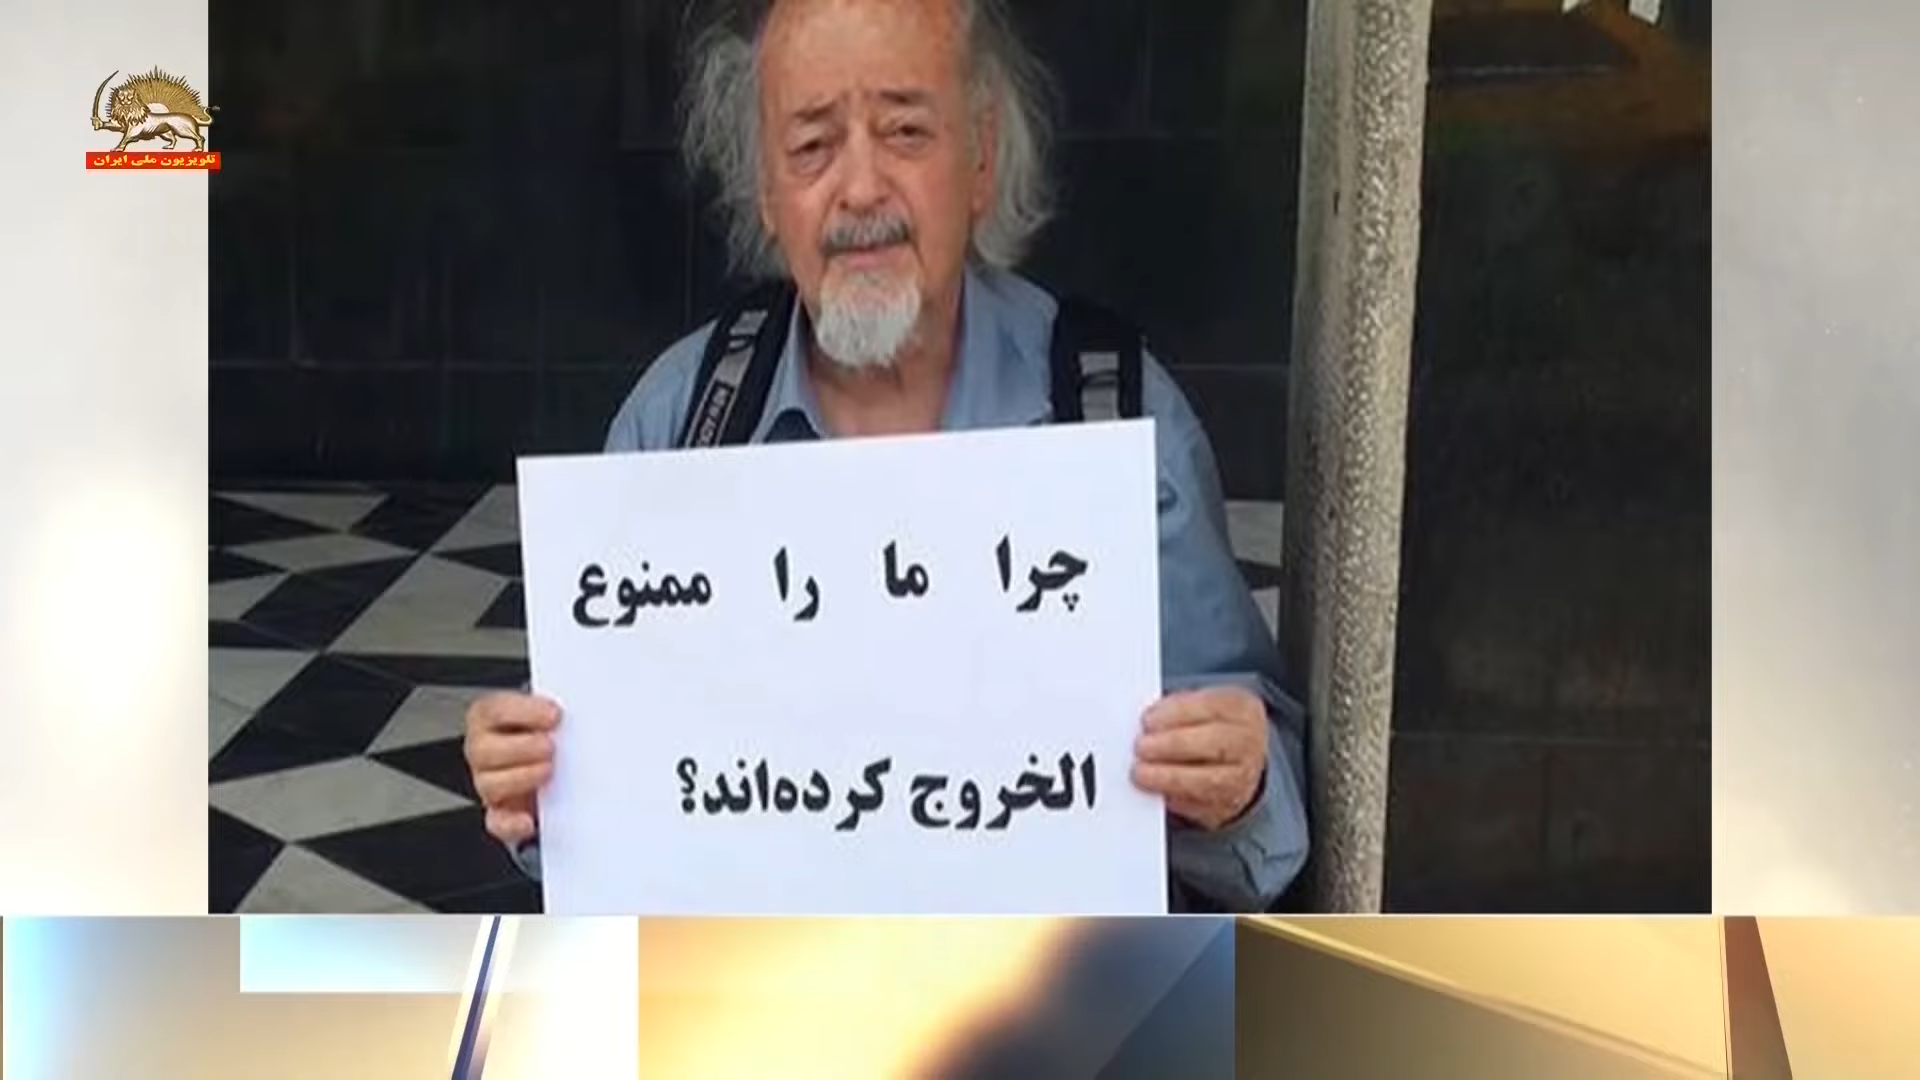 تلویزیون ملی ایران
چرا ما را ممنوع
الخروج کرده‌اند؟